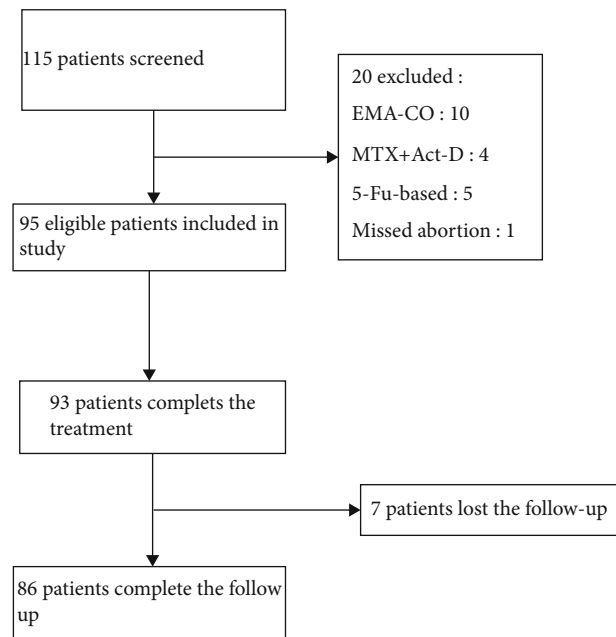 115 patients screened
20 excluded :
EMA-CO : 10
MTX+Act-D : 4
5-Fu-based : 5
Missed abortion : 1
95 eligible patients included in
study
93 patients complets the
treatment
7 patients lost the follow-up
86 patients complete the follow
up